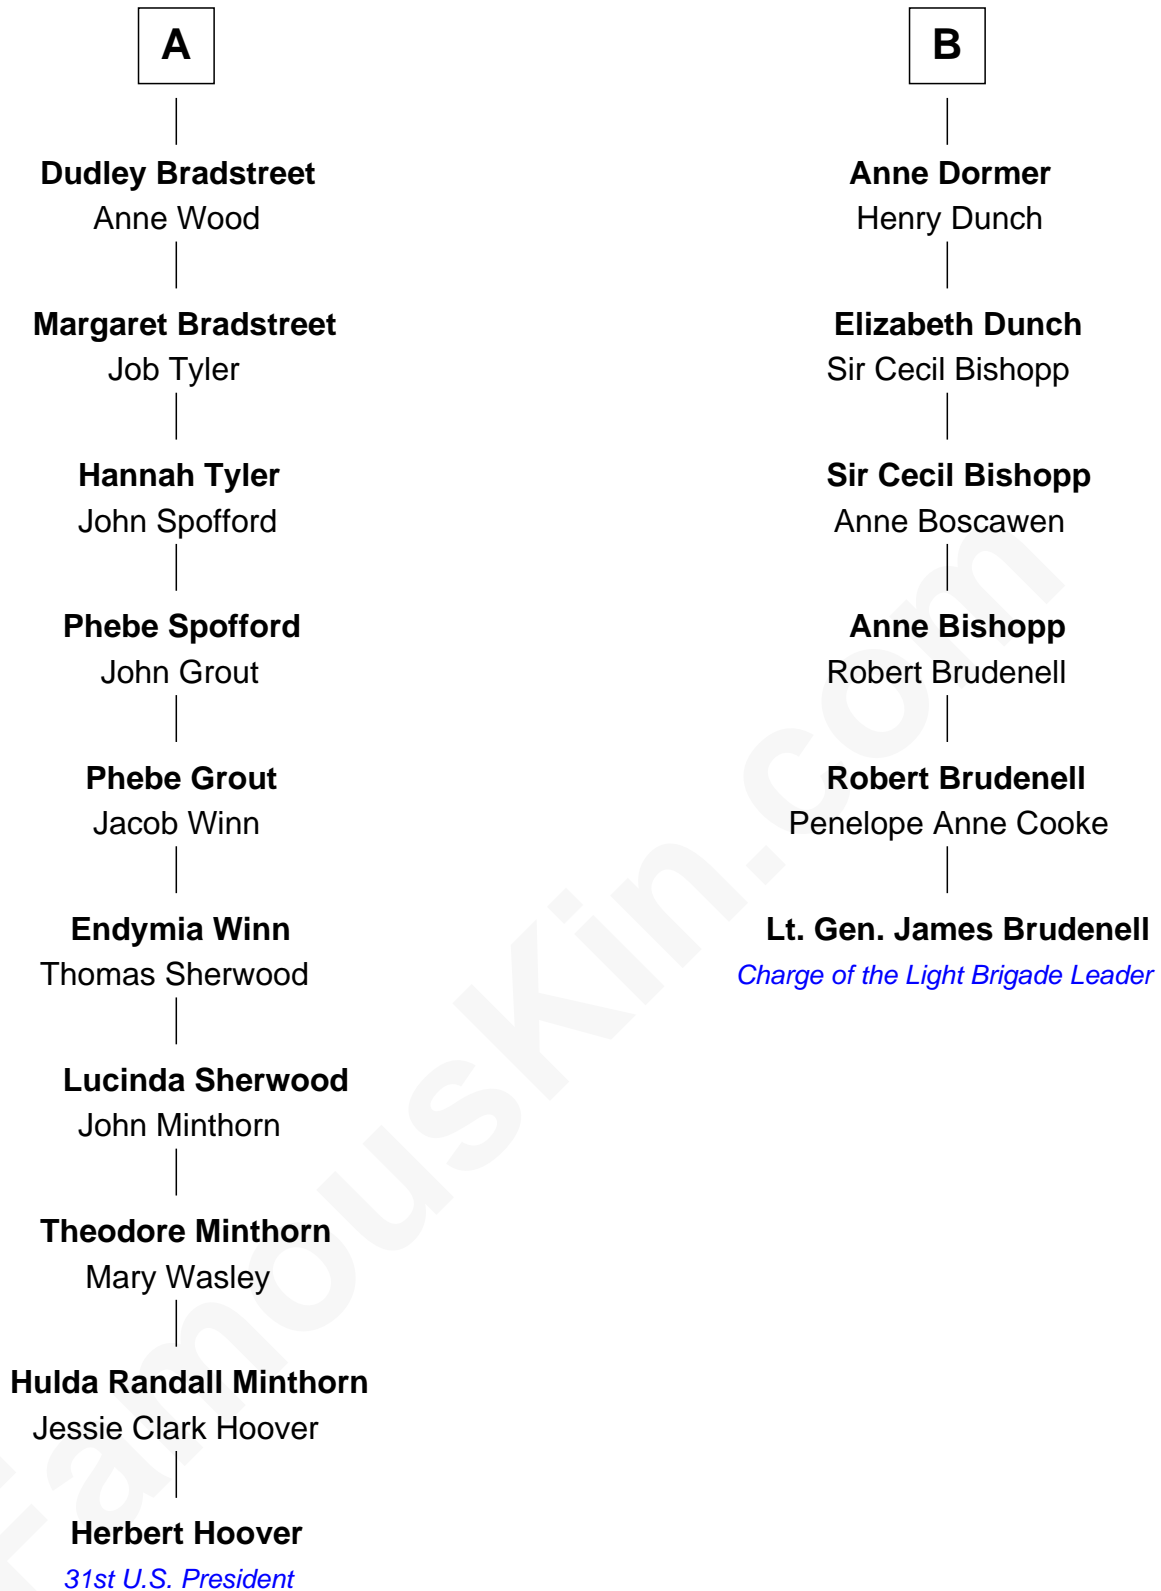 A
Dudley Bradstreet
Anne Wood
Margaret Bradstreet
Job Tyler
Hannah Tyler
John Spofford
Phebe Spofford
John Grout
Phebe Grout
Jacob Winn
Endymia Winn
Thomas Sherwood
Lucinda Sherwood
John Minthorn
Theodore Minthorn
Mary Wasley
Hulda Randall Minthorn
Jessie Clark Hoover
Herbert Hoover
31st U.S. President
B
Anne Dormer
Henry Dunch
Elizabeth Dunch
Sir Cecil Bishopp
Sir Cecil Bishopp
Anne Boscawen
Anne Bishopp
Robert Brudenell
Robert Brudenell
Penelope Anne Cooke
Lt. Gen. James Brudenell
Charge of the Light Brigade Leader
FamousKin.com